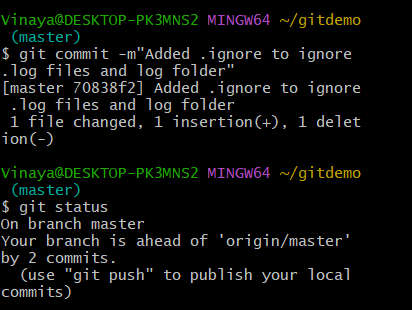 Vinaya@DESKTOP-PK3MNS2 MINGW64 ~/gitdemo
(master)
$ git commit -m"Added .ignore to ignore
.log files and log folder"
[master 70838f2] Added .ignore to ignore
.log files and log folder
1 file changed, 1 insertion(+), 1 delet
ion(-)
Vinaya@DESKTOP-PK3MNS2 MINGW64 ~/gitdemo
(master)
$ git status
On branch master
Your branch is ahead of 'origin/master'
by 2 commits.
(use "git push" to publish your local
commits)